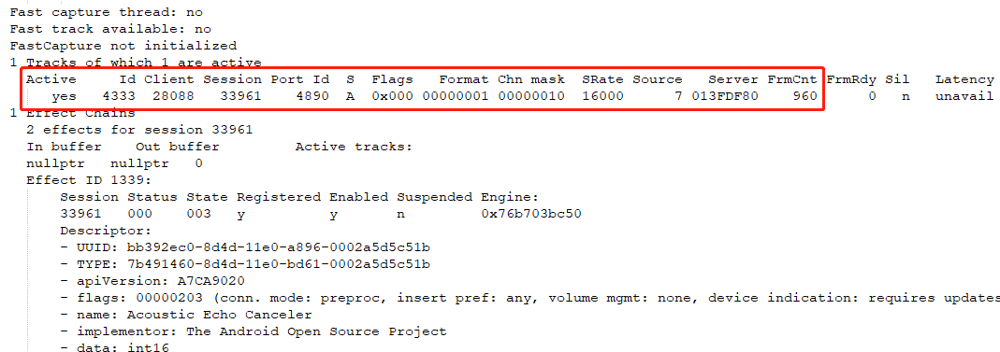 Fast capture thread: no
Fast track available: no
FastCapture not initialized
1 Tracks of which 1 are active
Active Id Client Session Port Id S Flags Format Chn mask SRate Source Server FrmCnt FrmRdy Sil Latency
yes 4333 28088 33961 4890 A 0x000 00000001 00000010 16000 7 013FDF80 960 0 n unavail
1 Effect Chains
2 effects for session 33961
In buffer Out buffer Active tracks:
nullptr nullptr 0
Effect ID 1339:
Session Status State Registered Enabled Suspended Engine:
33961 000 003 y y n 0x76b703bc50
Descriptor:
- UUID: bb392ec0-8d4d-11e0-a896-0002a5d5c51b
- TYPE: 7b491460-8d4d-11e0-bd61-0002a5d5c51b
- apiVersion: A7CA9020
- flags: 00000203 (conn. mode: preproc, insert pref: any, volume mgmt: none, device indication: requires updates
- name: Acoustic Echo Canceler
- implementor: The Android Open Source Project
- data: int16